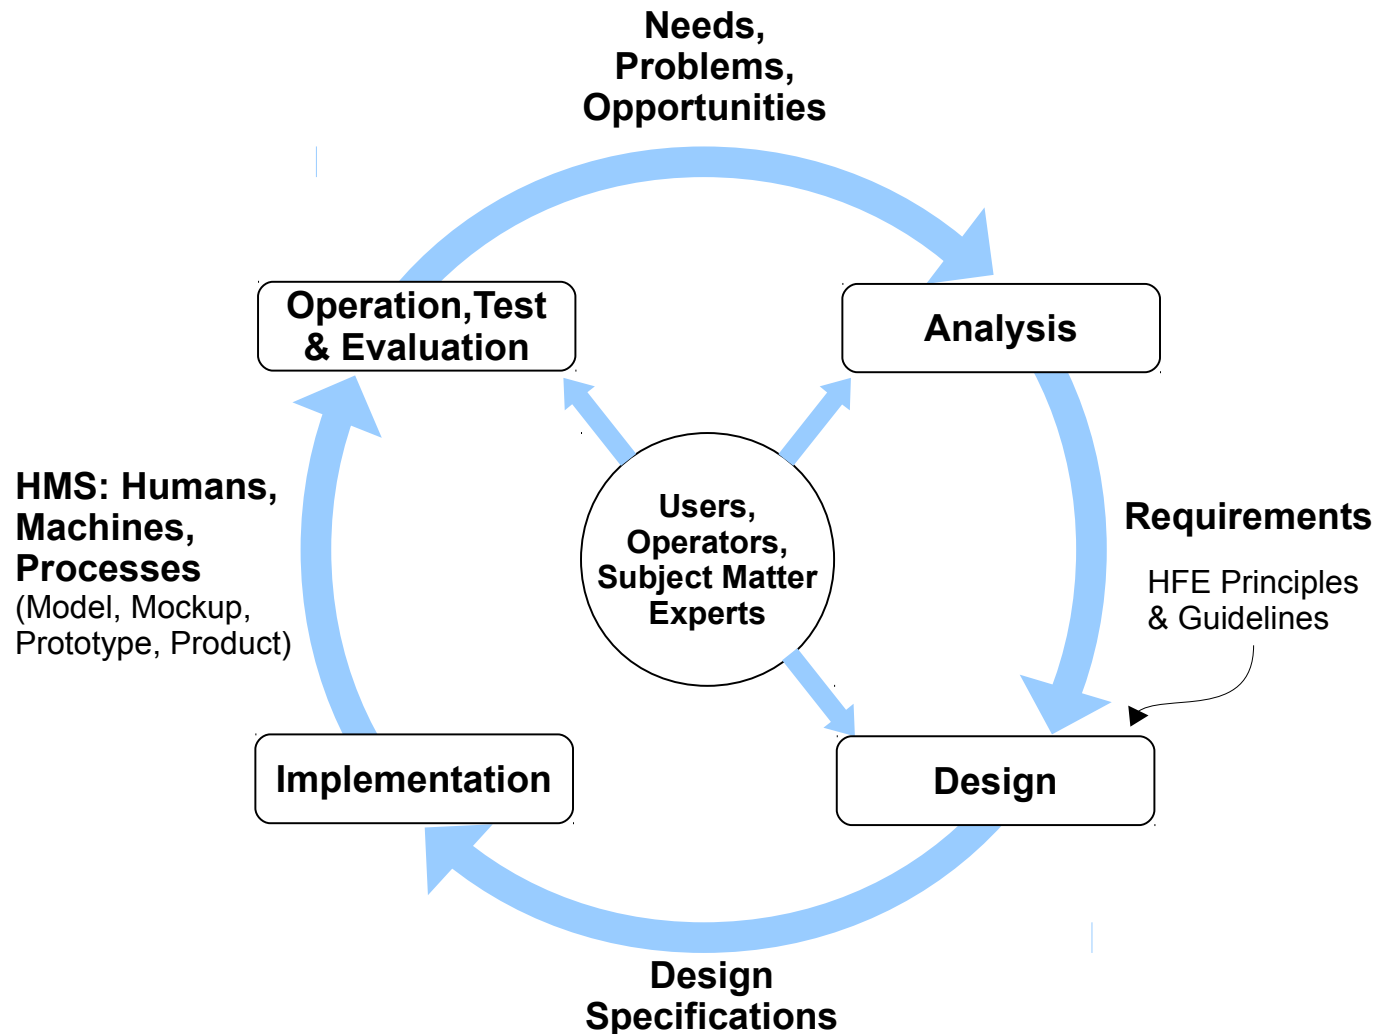 Needs,
Problems,
Opportunities
Operation,Test
& Evaluation
Analysis
HMS: Humans,
Machines,
Processes
(Model, Mockup,
Prototype, Product)
Users,
Operators,
Subject Matter
Experts
Requirements
HFE Principles
& Guidelines
Implementation
Design
Design
Specifications